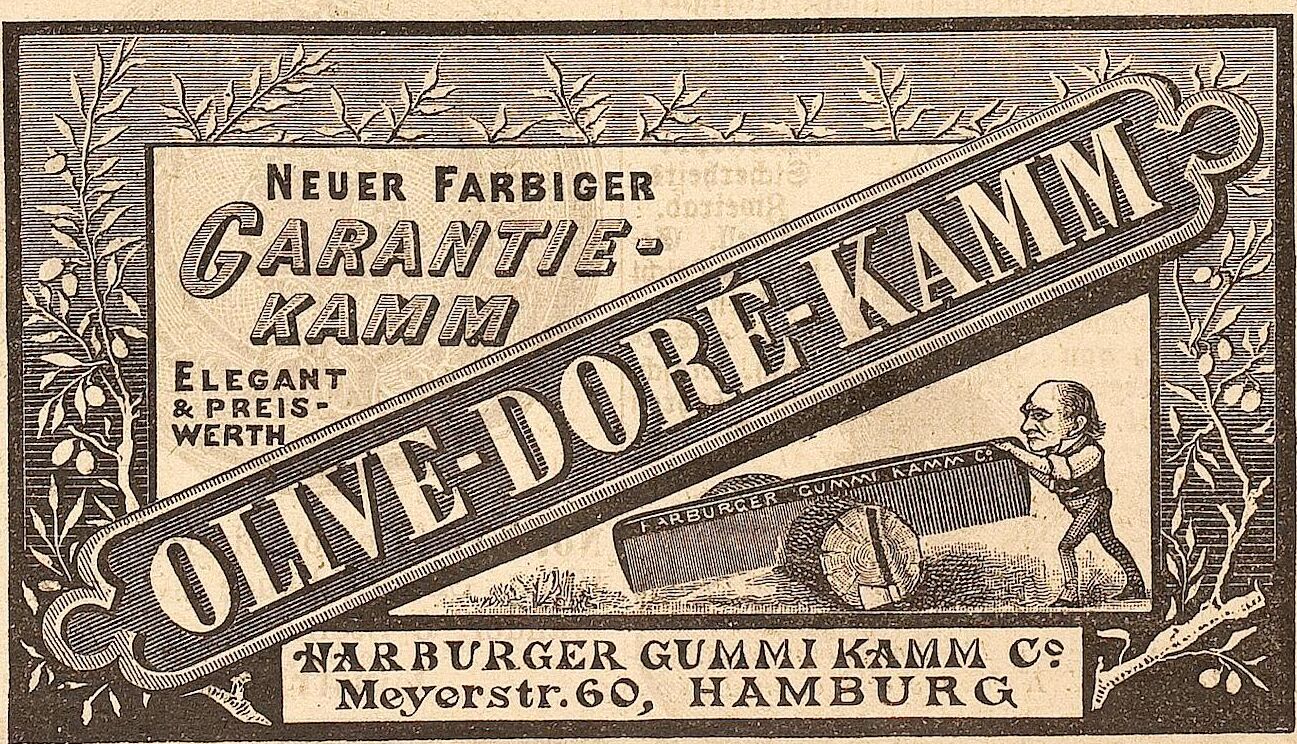 NEUER FARBIGER
GARANTIE-
KAMM
ELEGANT
& PREIS-
WERTH
OLIVE-DORÉ-KAMM
HARBURGER GUMMI KAMM Co
HARBURGER GUMMI KAMM Co.
Meyerstr. 60, HAMBURG